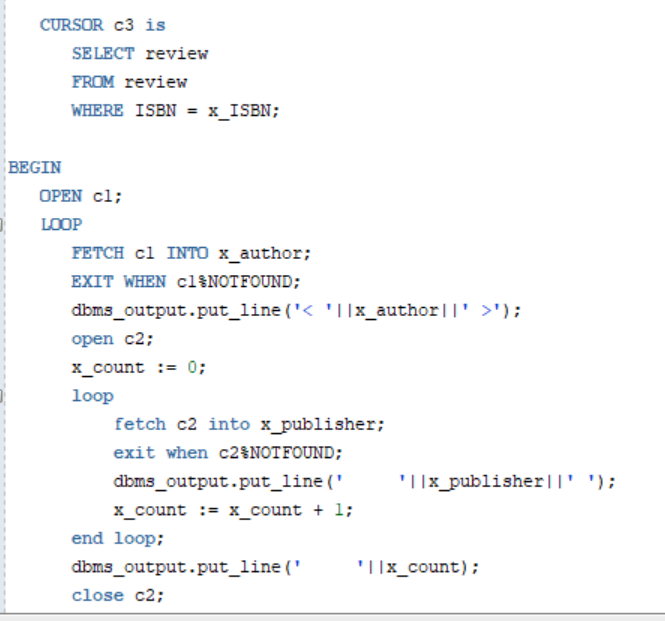 CURSOR c3 is
SELECT review
FROM review
WHERE ISBN = x_ISBN;
BEGIN
OPEN c1;
LOOP
FETCH c1 INTO x_author;
EXIT WHEN c1%NOTFOUND;
dbms_output.put_line('< '||x_author||' >');
open c2;
x_count := 0;
loop
fetch c2 into x_publisher;
exit when c2%NOTFOUND;
dbms_output.put_line('     '||x_publisher||' ');
x_count := x_count + 1;
end loop;
dbms_output.put_line('     '||x_count);
close c2;